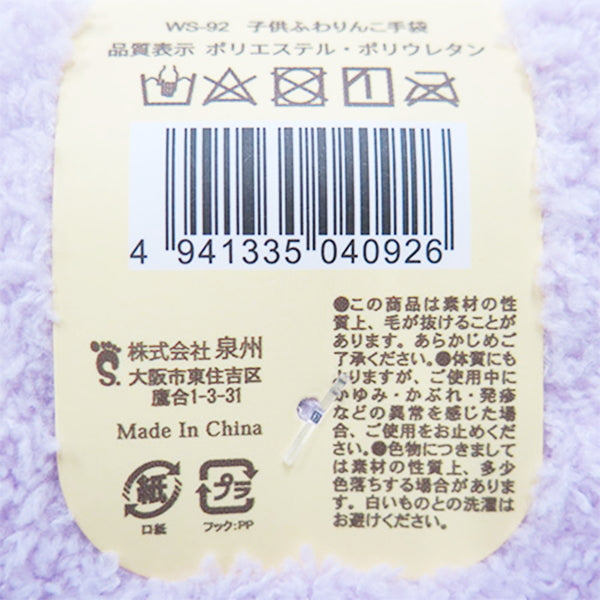 WS-92 子供ふわりんこ手袋
品質表示 ポリエステル・ポリウレタン
1
4 941335 040926
S.
株式会社 泉州
大阪市東住吉区
鷹合1-3-31
Made In China
紙
口紙
プラ
フック:PP
●この商品は素材の性
質上、毛が抜けることが
あります。あらかじめご
了承ください。●体質にも
よりますが、ご使用中に
かゆみ・かぶれ・発疹
などの異常を感じた場
合、ご使用をお止めください。
●色物につきまして
は素材の性質上、多少
色落ちする場合がありま
す。白いものとの洗濯は
お避けください。